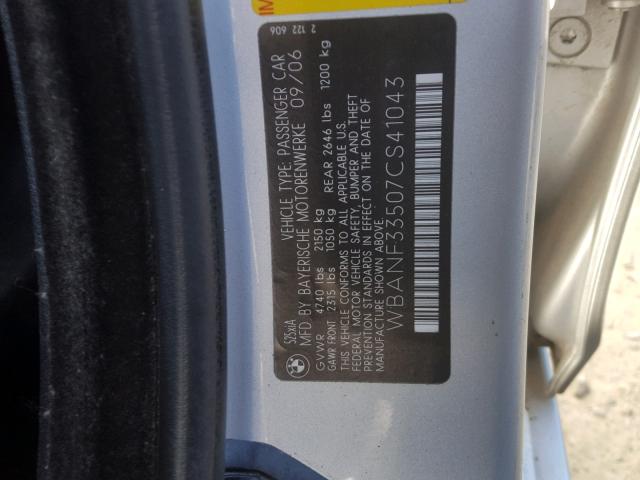 525xiA VEHICLE TYPE: PASSENGER CAR
MFD BY BAYERISCHE MOTORENWERKE 09/06
GVWR 4740 lbs 2150 kg
GAWR FRONT 2315 lbs 1050 kg REAR 2646 lbs 1200 kg
THIS VEHICLE CONFORMS TO ALL APPLICABLE U.S.
FEDERAL MOTOR VEHICLE SAFETY, BUMPER AND THEFT
PREVENTION STANDARDS IN EFFECT ON THE DATE OF
MANUFACTURE SHOWN ABOVE.
WBANF33507CS41043
2 122 606